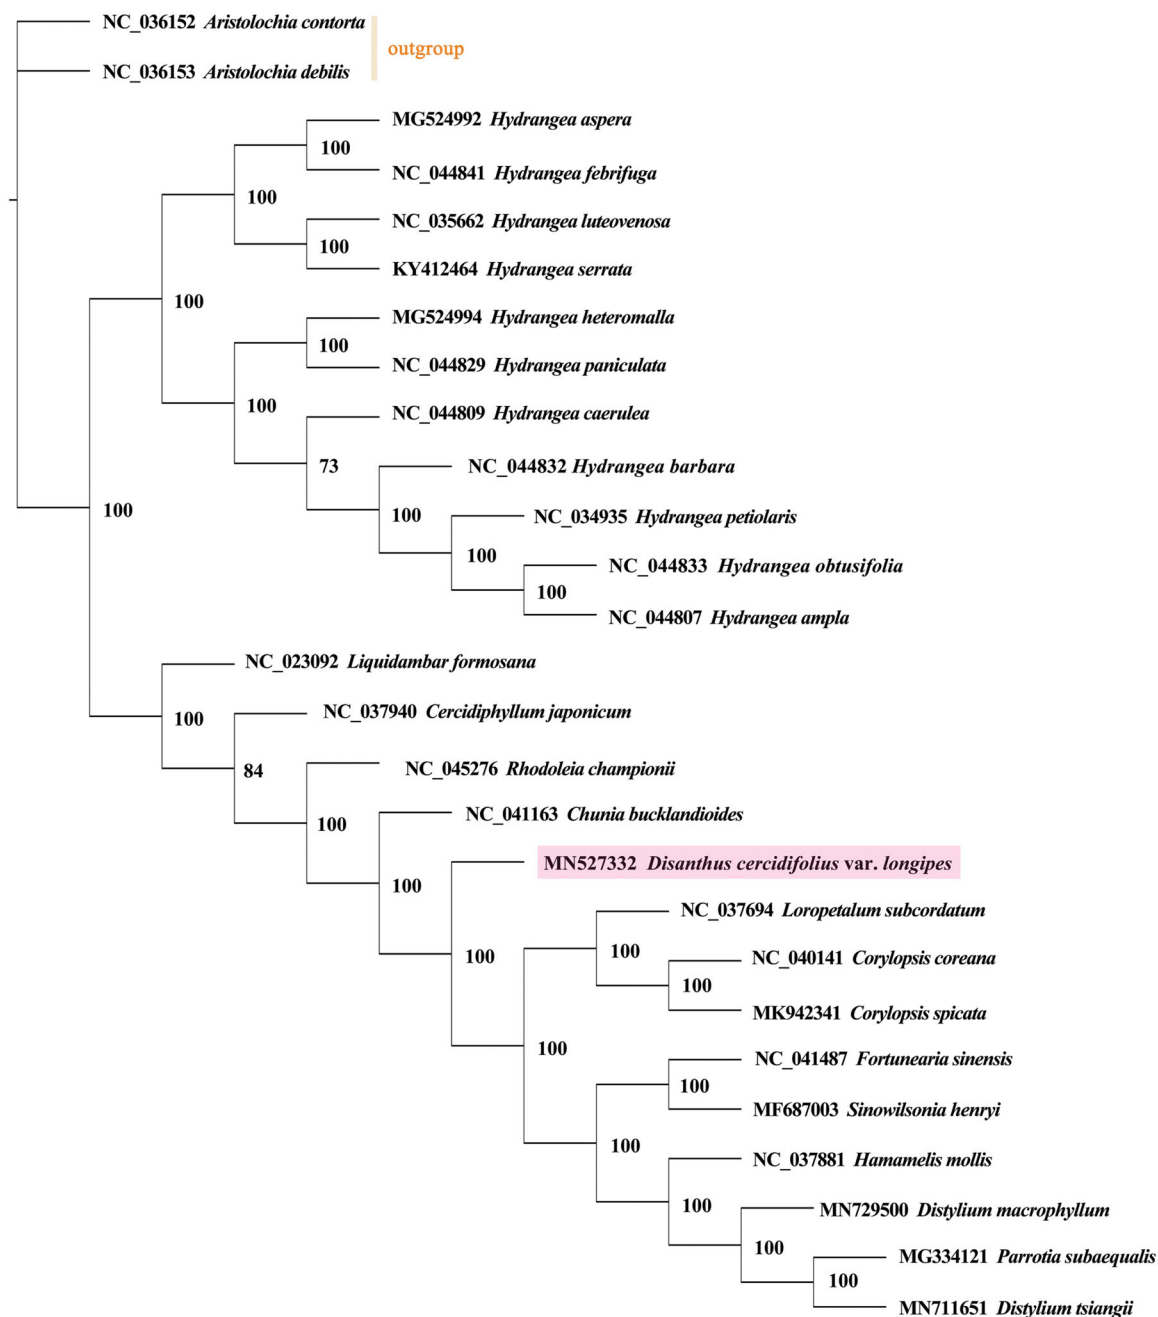 NC_036152 Aristolochia contorta
outgroup
NC_036153 Aristolochia debilis
MG524992 Hydrangea aspera
100
NC_044841 Hydrangea febrifuga
100
NC_035662 Hydrangea luteovenosa
100
KY412464 Hydrangea serrata
100
MG524994 Hydrangea heteromalla
100
NC_044829 Hydrangea paniculata
100
NC_044809 Hydrangea caerulea
73
NC_044832 Hydrangea barbara
100
100
NC_034935 Hydrangea petiolaris
100
NC_044833 Hydrangea obtusifolia
100
NC_044807 Hydrangea ampla
NC_023092 Liquidambar formosana
100
NC_037940 Cercidiphyllum japonicum
84
NC_045276 Rhodoleia championii
100
NC_041163 Chunia bucklandioides
100
MN527332 Disanthus cercidifolius var. longipes
NC_037694 Loropetalum subcordatum
100
100
NC_040141 Corylopsis coreana
100
MK942341 Corylopsis spicata
100
NC_041487 Fortunearia sinensis
100
MF687003 Sinowilsonia henryi
100
NC_037881 Hamamelis mollis
100
MN729500 Distylium macrophyllum
100
MG334121 Parrotia subaequalis
100
MN711651 Distylium tsiangii